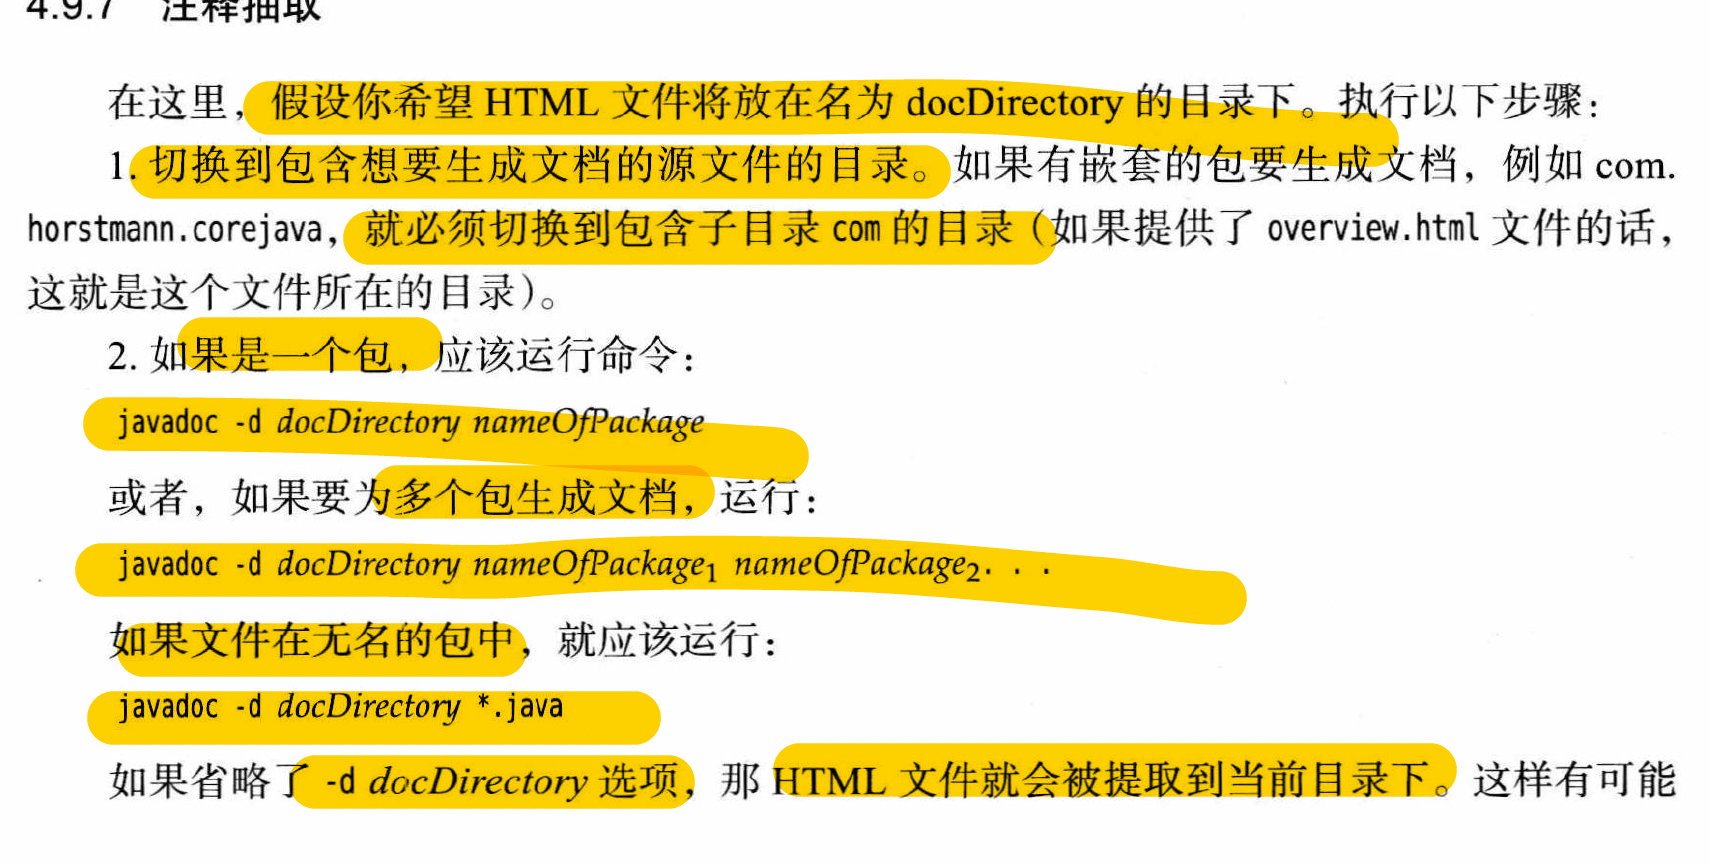 4.9.7 注释抽取
在这里，假设你希望 HTML 文件将放在名为 docDirectory 的目录下。执行以下步骤：
1. 切换到包含想要生成文档的源文件的目录。如果有嵌套的包要生成文档，例如 com.
horstmann.corejava，就必须切换到包含子目录 com 的目录（如果提供了 overview.html 文件的话，
这就是这个文件所在的目录）。
2. 如果是一个包，应该运行命令：
javadoc -d docDirectory nameOfPackage
或者，如果要为多个包生成文档，运行：
javadoc -d docDirectory nameOfPackage₁ nameOfPackage₂. . .
如果文件在无名的包中，就应该运行：
javadoc -d docDirectory *.java
如果省略了 -d docDirectory 选项，那 HTML 文件就会被提取到当前目录下。这样有可能